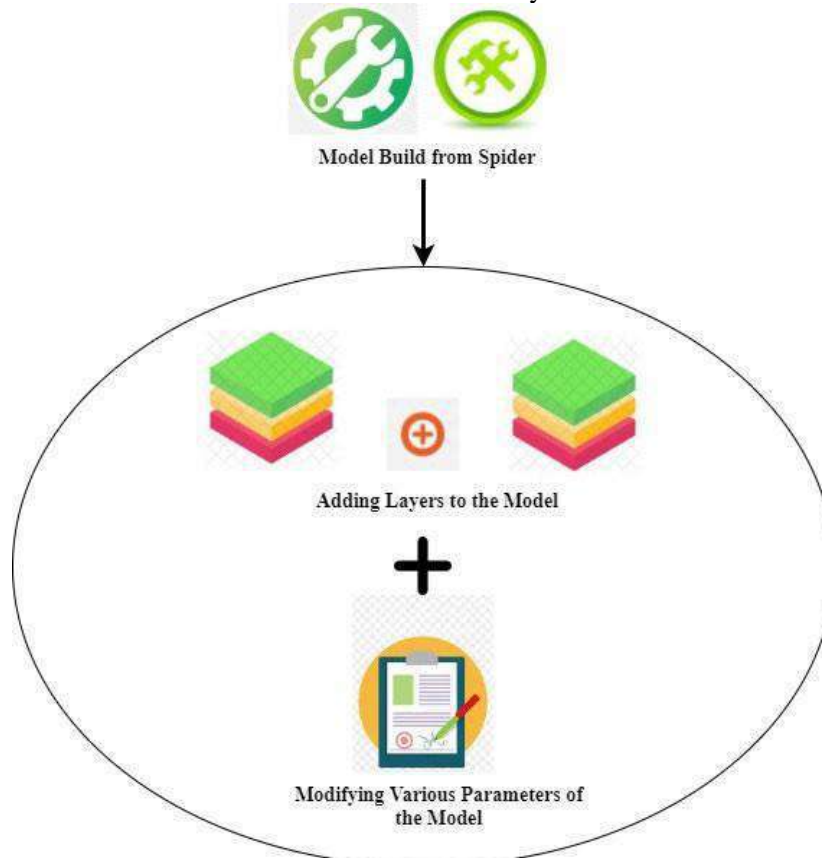 Model Build from Spider
Adding Layers to the Model
Modifying Various Parameters of
the Model